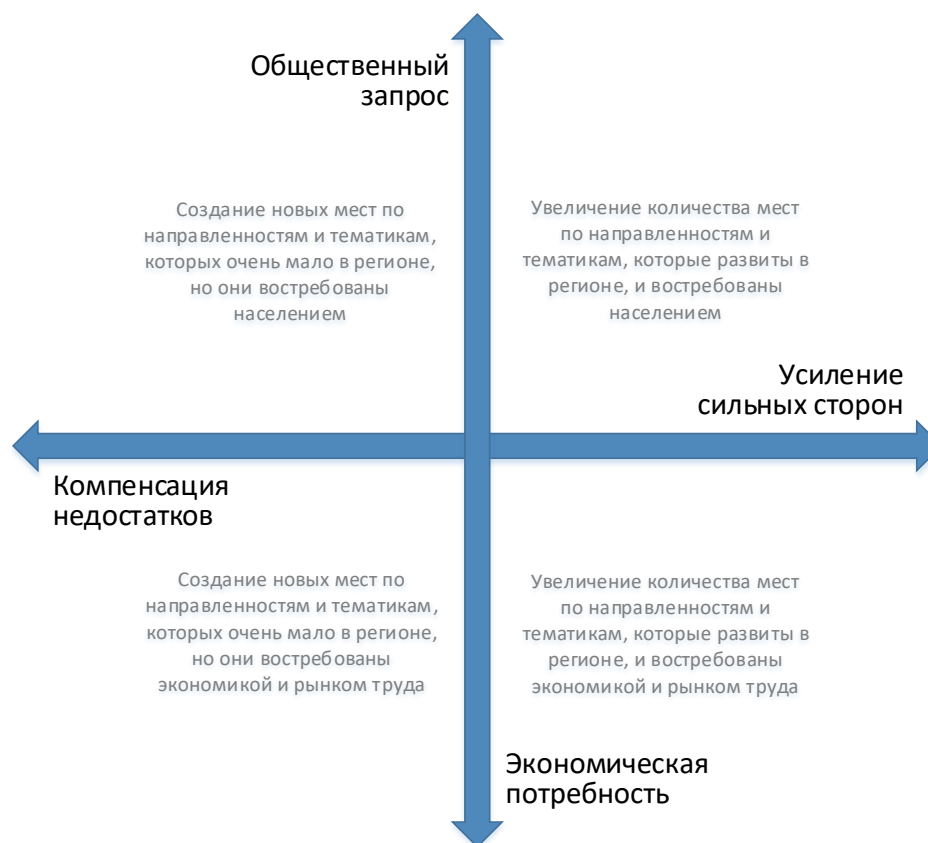 Общественный
запрос
Создание новых мест по
направленностям и тематикам,
которых очень мало в регионе,
но они востребованы
населением
Увеличение количества мест
по направленностям и
тематикам, которые развиты в
регионе, и востребованы
населением
Усиление
сильных сторон
Компенсация
недостатков
Создание новых мест по
направленностям и тематикам,
которых очень мало в регионе,
но они востребованы
экономикой и рынком труда
Увеличение количества мест
по направленностям и
тематикам, которые развиты в
регионе, и востребованы
экономикой и рынком труда
Экономическая
потребность